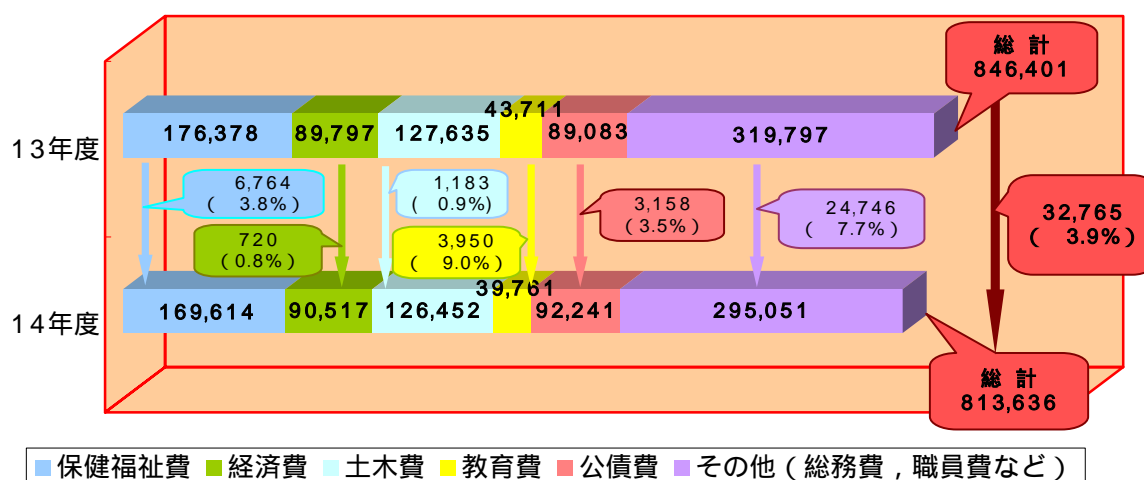 総 計
846,401
13年度
176,378 89,797 127,635 43,711 89,083 319,797
6,764
( 3.8%)
720
(0.8%)
1,183
( 0.9%)
3,950
( 9.0%)
3,158
(3.5%)
24,746
( 7.7%)
32,765
( 3.9%)
14年度
169,614 90,517 126,452 39,761 92,241 295,051
総 計
813,636
保健福祉費 経済費 土木費 教育費 公債費 その他(総務費,職員費など)